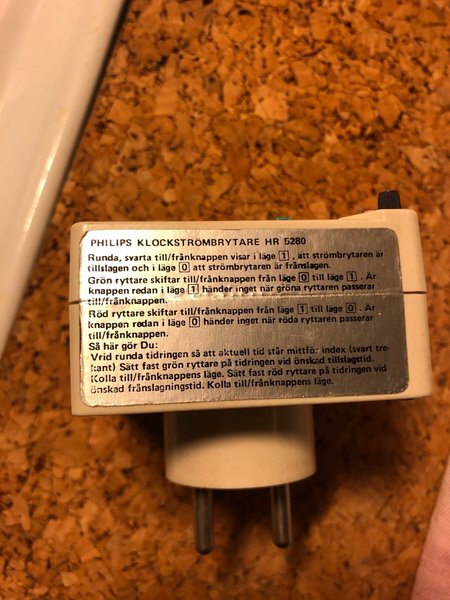 PHILIPS KLOCKSTRÖMBRYTARE HR 5280
Runda, svarta till/frånknappen visar i läge 1 , att strömbrytaren är
tillslagen och i läge 0 att strömbrytaren är frånslagen.
Grön ryttare skiftar till/frånknappen från läge 0 till läge 1 . Är
knappen redan i läge 1 händer inget när gröna ryttaren passerar
till/frånknappen.
Röd ryttare skiftar till/frånknappen från läge 1 till läge 0 . Är
knappen redan i läge 0 händer inget när röda ryttaren passerar
till/frånknappen.
Så här gör Du:
Vrid runda tidringen så att aktuell tid står mittför index (svart tre-
kant) Sätt fast grön ryttare på tidringen vid önskad tillslagstid.
Kolla till/frånknappens läge. Sätt fast röd ryttare på tidringen vid
önskad frånslagningstid. Kolla till/frånknappens läge.